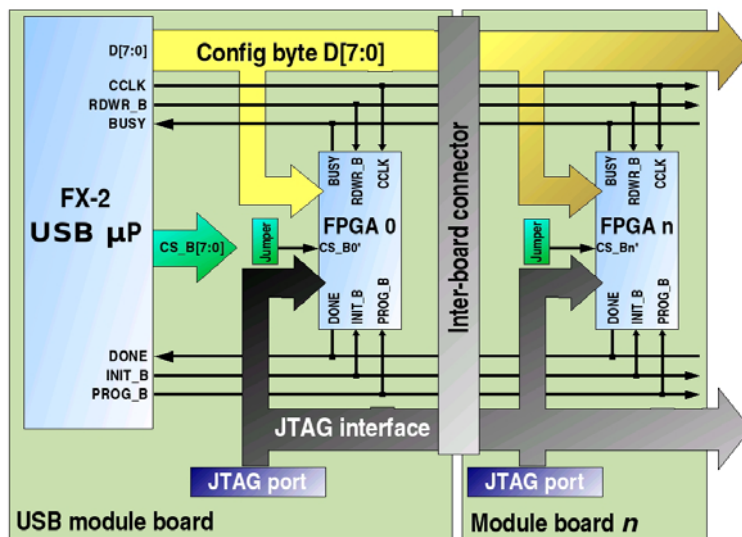 D[7:0]
Config byte D[7:0]
CCLK
RDWR_B
BUSY
FX-2
USB µP
CS_B[7:0]
DONE
INIT_B
PROG_B
BUSY
RDWR_B
CCLK
FPGA 0
Jumper
CS_B0*
DONE
INIT_B
PROG_B
Inter-board connector
BUSY
RDWR_B
CCLK
FPGA n
Jumper
CS_Bn*
DONE
INIT_B
PROG_B
JTAG interface
JTAG port
JTAG port
USB module board
Module board n